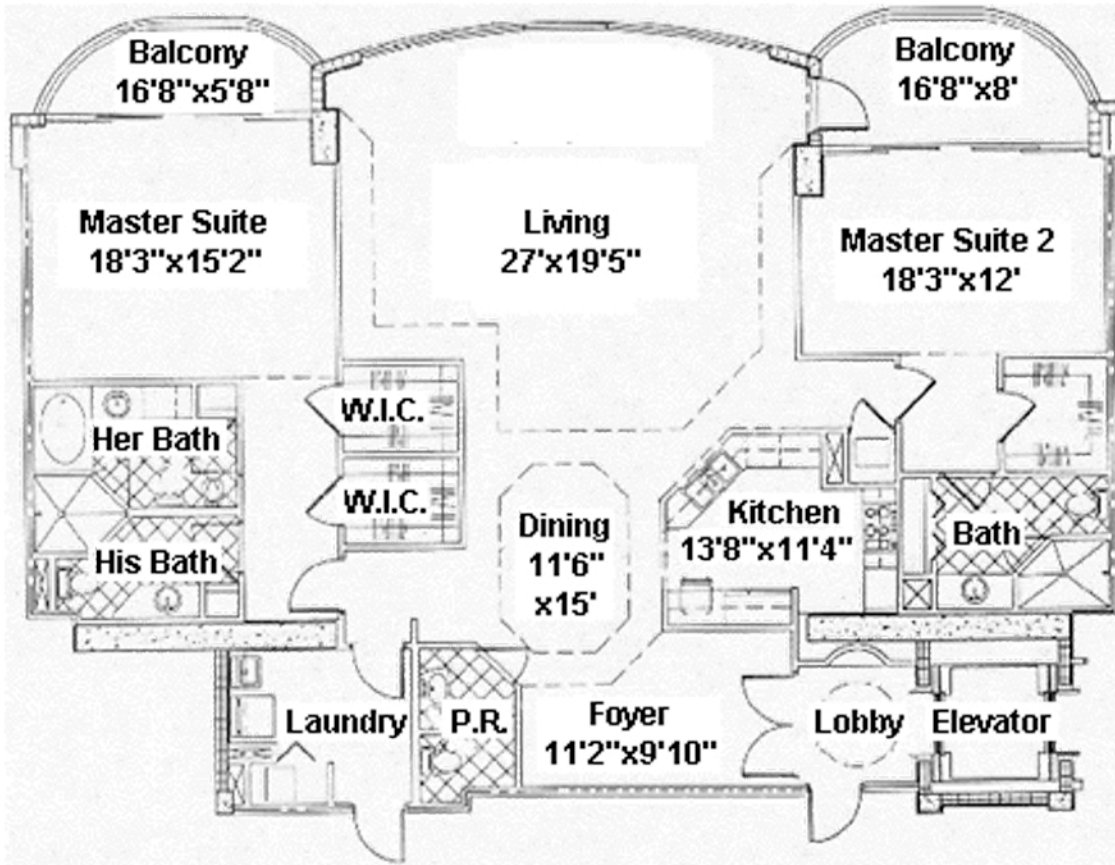 Balcony
16'8"x5'8"
Balcony
16'8"x8'
Master Suite
18'3"x15'2"
Living
27'x19'5"
Master Suite 2
18'3"x12'
W.I.C.
Her Bath
W.I.C.
Dining
11'6"
x15'
Kitchen
13'8"x11'4"
Bath
His Bath
Laundry
P.R.
Foyer
11'2"x9'10"
Lobby
Elevator